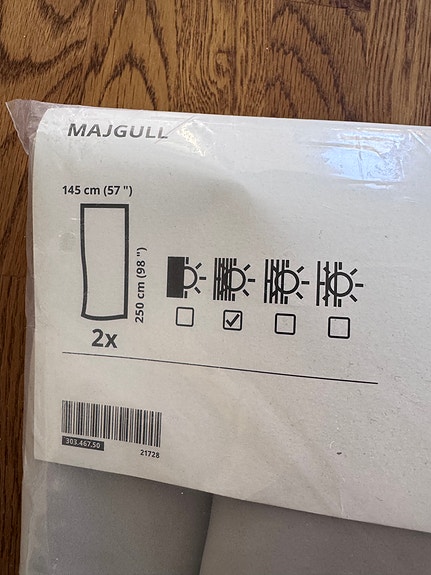 MAJGULL
145 cm (57 ")
250 cm (98 ")
2x
303.467.50
21728